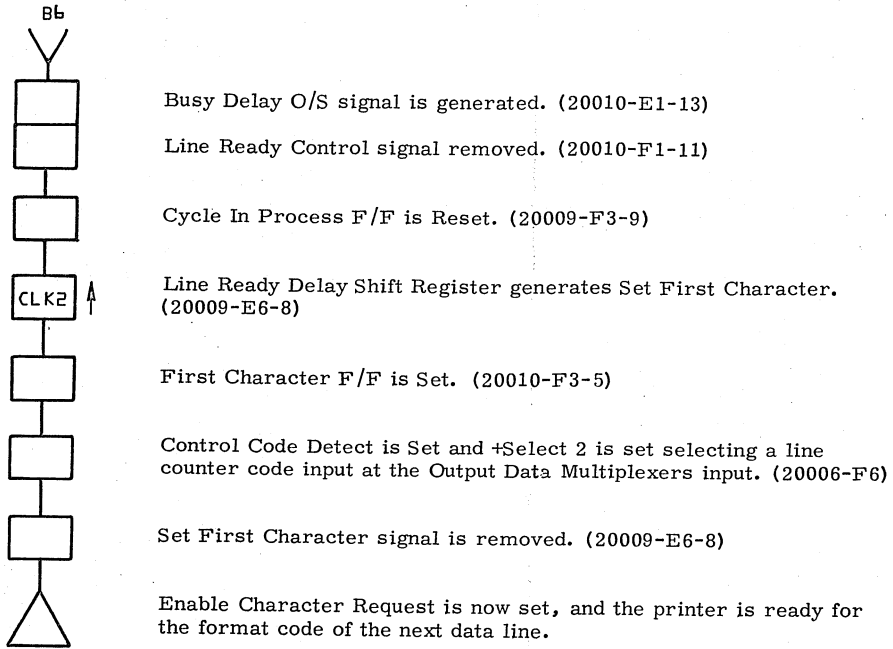 B6
Busy Delay O/S signal is generated. (20010-E1-13)
Line Ready Control signal removed. (20010-F1-11)
Cycle In Process F/F is Reset. (20009-F3-9)
CLK2
Line Ready Delay Shift Register generates Set First Character.
(20009-E6-8)
First Character F/F is Set. (20010-F3-5)
Control Code Detect is Set and +Select 2 is set selecting a line
counter code input at the Output Data Multiplexers input. (20006-F6)
Set First Character signal is removed. (20009-E6-8)
Enable Character Request is now set, and the printer is ready for
the format code of the next data line.